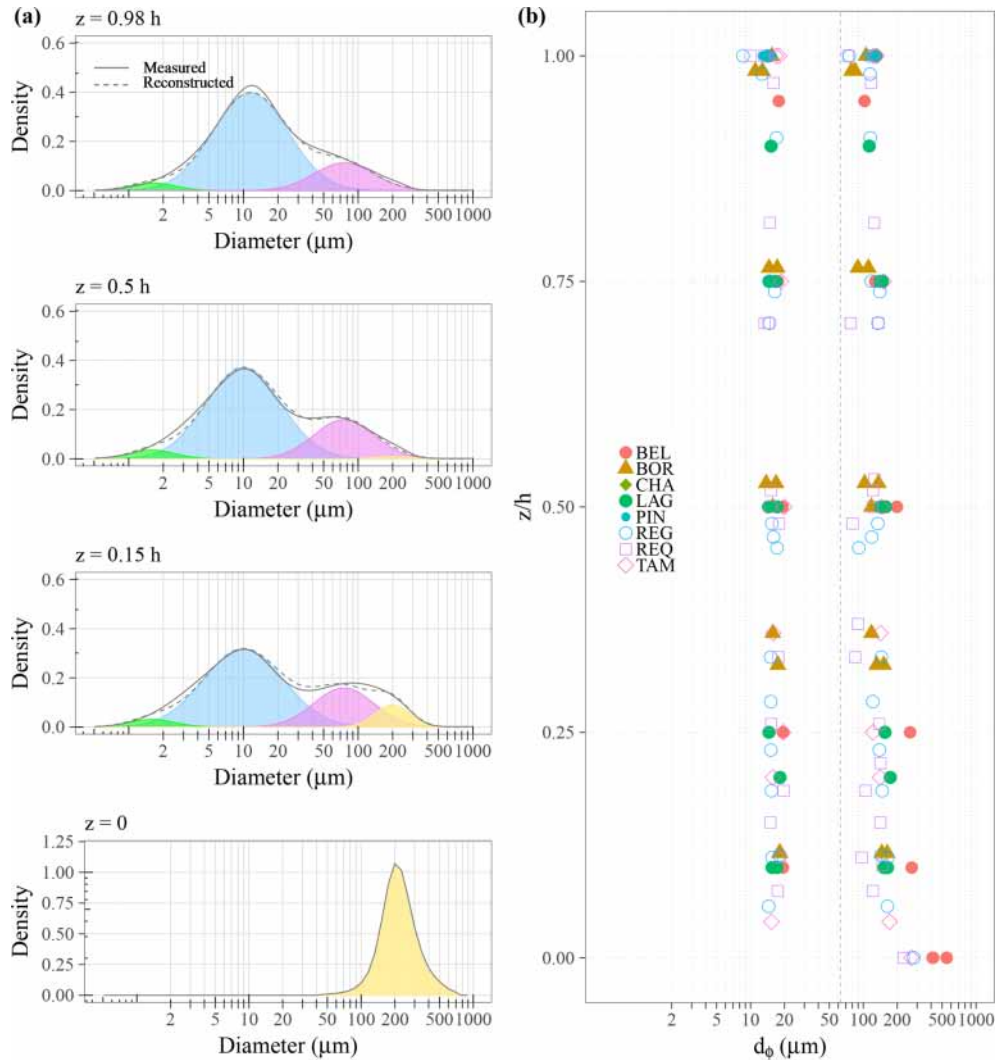 (a)
z = 0.98 h
Density
0.6
0.4
0.2
0.0
Measured
Reconstructed
2 5 10 20 50 100 200 500 1000
Diameter (μm)
z = 0.5 h
Density
0.6
0.4
0.2
0.0
2 5 10 20 50 100 200 500 1000
Diameter (μm)
z = 0.15 h
Density
0.6
0.4
0.2
0.0
2 5 10 20 50 100 200 500 1000
Diameter (μm)
z = 0
Density
1.25
1.00
0.75
0.50
0.25
0.00
2 5 10 20 50 100 200 500 1000
Diameter (μm)
(b)
z/h
1.00
0.75
0.50
0.25
0.00
BEL
BOR
CHA
LAG
PIN
REG
REQ
TAM
2 5 10 20 50 100 200 500 1000
dϕ (μm)